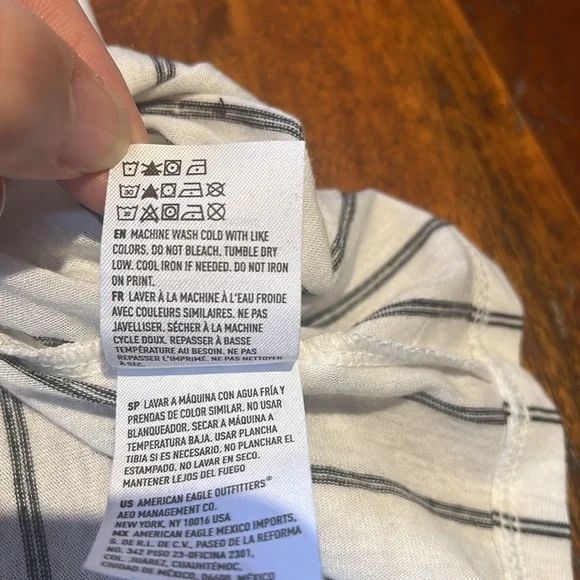 30
30
EN MACHINE WASH COLD WITH LIKE
COLORS. DO NOT BLEACH. TUMBLE DRY
LOW. COOL IRON IF NEEDED. DO NOT IRON
ON PRINT.
FR LAVER À LA MACHINE À L'EAU FROIDE
AVEC COULEURS SIMILAIRES. NE PAS
JAVELLISER. SÉCHER À LA MACHINE
CYCLE DOUX. REPASSER À BASSE
TEMPÉRATURE AU BESOIN. NE PAS
REPASSER L'IMPRIMÉ. NE PAS NETTOYER
À SEC.
SP LAVAR A MÁQUINA CON AGUA FRÍA Y
PRENDAS DE COLOR SIMILAR. NO USAR
BLANQUEADOR. SECAR A MÁQUINA A
TEMPERATURA BAJA. USAR PLANCHA
TIBIA SI ES NECESARIO. NO PLANCHAR EL
ESTAMPADO. NO LAVAR EN SECO.
MANTENER LEJOS DEL FUEGO
US AMERICAN EAGLE OUTFITTERS®
AEO MANAGEMENT CO.
NEW YORK, NY 10016 USA
MX AMERICAN EAGLE MEXICO IMPORTS,
S. DE R.L. DE C.V., PASEO DE LA REFORMA
NO. 342 PISO 23-OFICINA 2301,
COL. JUÁREZ, CUAUHTÉMOC,
CIUDAD DE MÉXICO,